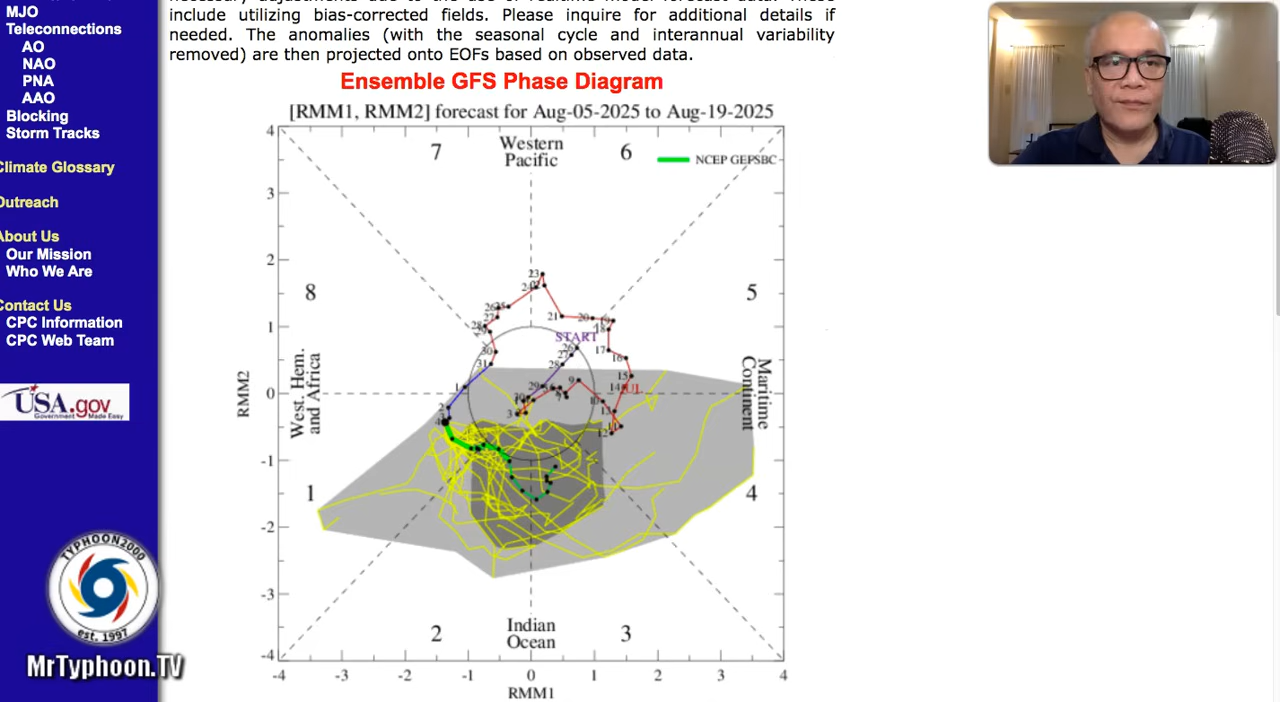 MJO
Teleconnections
AO
NAO
PNA
AAO
Blocking
Storm Tracks
Climate Glossary
Outreach
About Us
Our Mission
Who We Are
Contact Us
CPC Information
CPC Web Team
USA.gov
Government Made Easy
TYPHOON2000
est. 1997
MrTyphoon.TV
include utilizing bias-corrected fields. Please inquire for additional details if
needed. The anomalies (with the seasonal cycle and interannual variability
removed) are then projected onto EOFs based on observed data.
Ensemble GFS Phase Diagram
[RMM1, RMM2] forecast for Aug-05-2025 to Aug-19-2025
7
Western
Pacific
6
NCEP GEFSBC
8
5
START
JUL
West. Hem.
and Africa
Maritime
Continent
1
4
2
Indian
Ocean
3
RMM2
4
3
2
1
0
-1
-2
-3
-4
-4 -3 -2 -1 0 1 2 3 4
RMM1